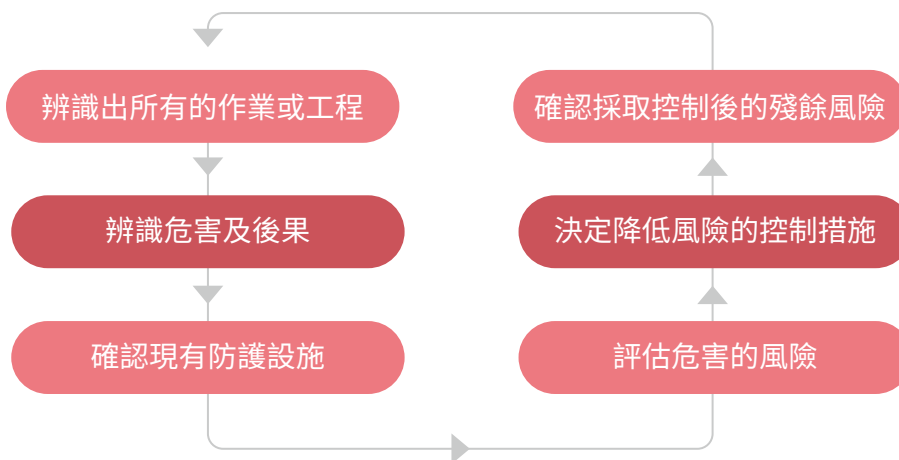 辨識出所有的作業或工程
辨識危害及後果
確認現有防護設施
評估危害的風險
決定降低風險的控制措施
確認採取控制後的殘餘風險